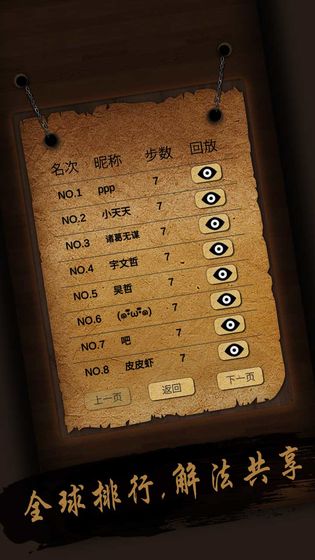 名次 昵称 步数 回放
NO.1 ppp 7
NO.2 小天天 7
NO.3 诸葛无谋 7
NO.4 宇文哲 7
NO.5 吴哲 7
NO.6 7
NO.7 吧 7
NO.8 皮皮虾 7
上一页 返回 下一页
全球排行,解法共享